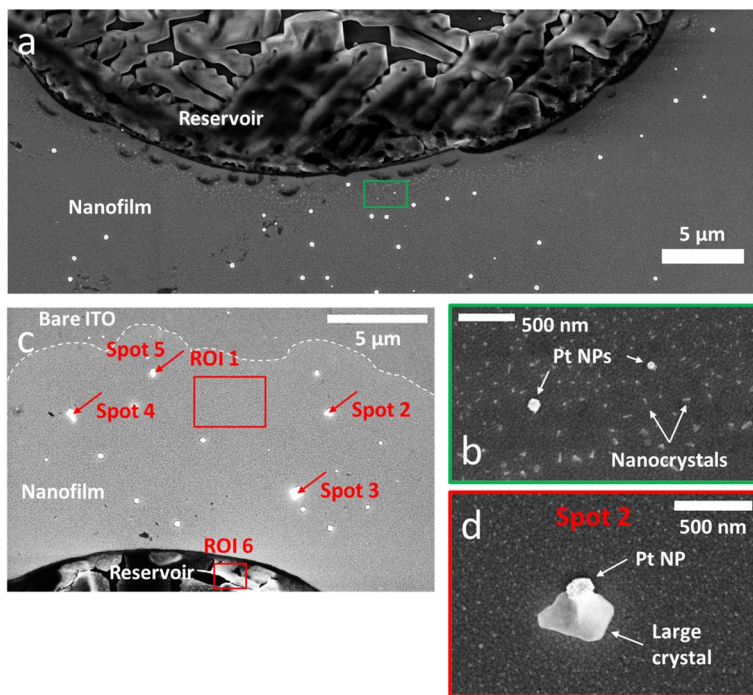 a
Reservoir
Nanofilm
5 µm
Bare ITO
c
5 µm
Spot 5
ROI 1
Spot 4
Spot 2
Spot 3
Nanofilm
ROI 6
Reservoir
500 nm
Pt NPs
b
Nanocrystals
d
Spot 2
500 nm
Pt NP
Large
crystal